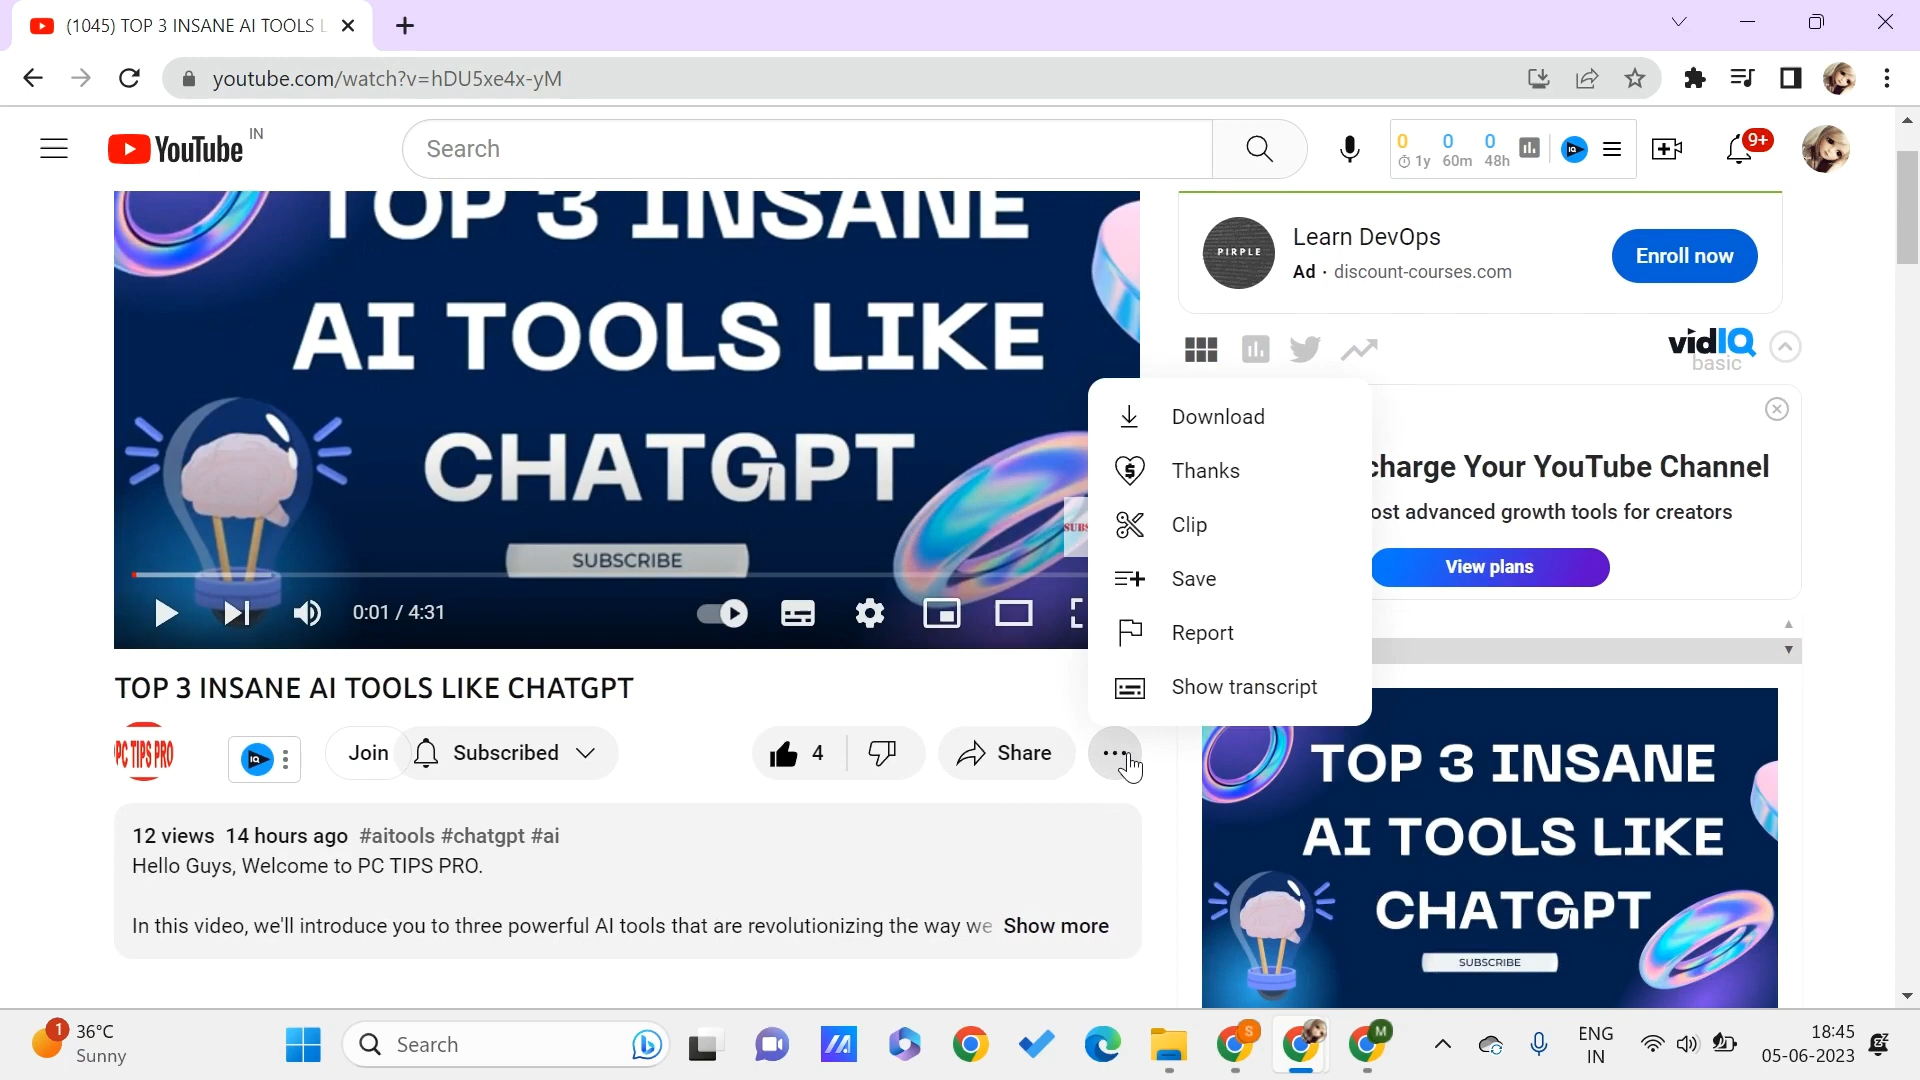 (1045) TOP 3 INSANE AI TOOLS L
youtube.com/watch?v=hDU5xe4x-yM
YouTube IN
Search
0 0 0
1y 60m 48h
IQ
9+
TOP 3 INSANE
AI TOOLS LIKE
CHATGPT
SUBSCRIBE
SUBS
0:01 / 4:31
PIRPLE
Learn DevOps
Ad · discount-courses.com
Enroll now
vidIQ
basic
Download
Thanks
Clip
Save
Report
Show transcript
charge Your YouTube Channel
ost advanced growth tools for creators
View plans
TOP 3 INSANE AI TOOLS LIKE CHATGPT
PC TIPS PRO
IQ
Join
Subscribed
4
Share
12 views 14 hours ago #aitools #chatgpt #ai
Hello Guys, Welcome to PC TIPS PRO.
In this video, we'll introduce you to three powerful AI tools that are revolutionizing the way we Show more
TOP 3 INSANE
AI TOOLS LIKE
CHATGPT
SUBSCRIBE
1
36°C
Sunny
Search
S
M
ENG
IN
18:45
05-06-2023